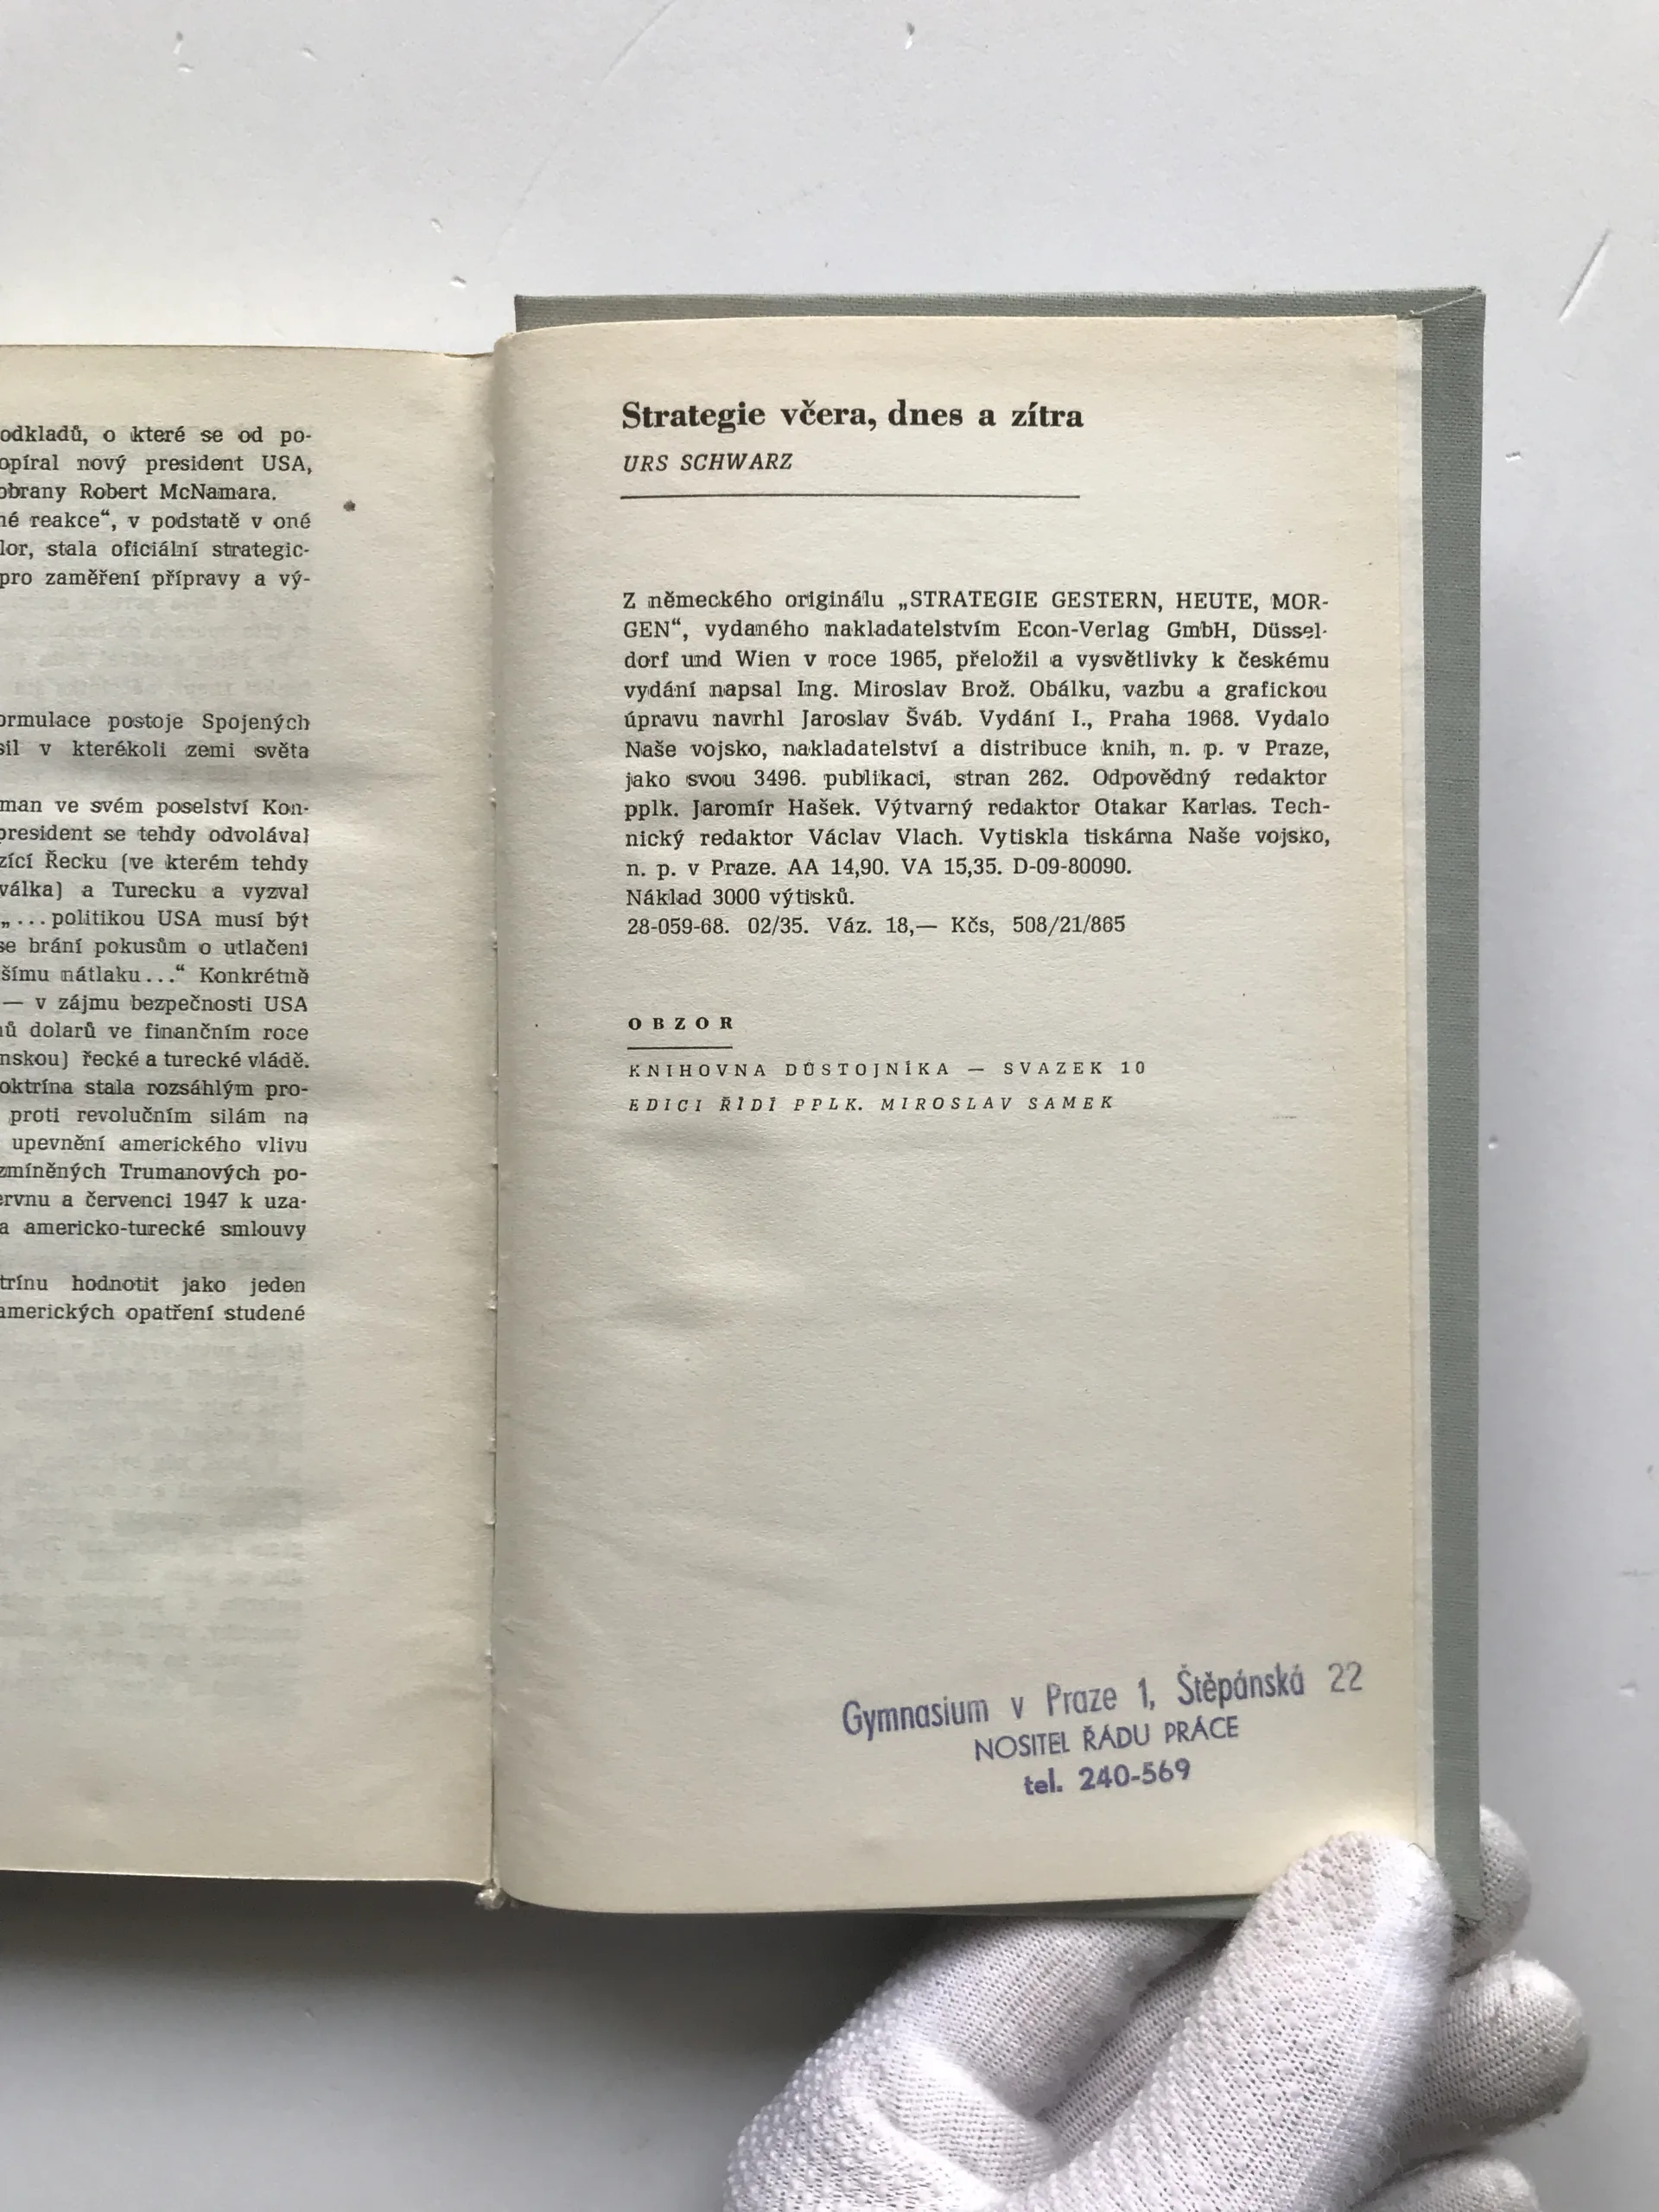 odkladů, o které se od po-
opíral nový president USA,
obrany Robert McNamara.
né reakce“, v podstatě v oné
lor, stala oficiální strategic-
pro zaměření přípravy a vý-
ormulace postoje Spojených
sil v kterékoli zemi světa
man ve svém poselství Kon-
president se tehdy odvolával
zící Řecku (ve kterém tehdy
válka) a Turecku a vyzval
„... politikou USA musí být
se brání pokusům o utlačení
šímu nátlaku...“ Konkrétně
— v zájmu bezpečnosti USA
nů dolarů ve finančním roce
nskou) řecké a turecké vládě.
oktrína stala rozsáhlým pro-
proti revolučním silám na
upevnění amerického vlivu
zmíněných Trumanových po-
ervnu a červenci 1947 k uza-
a americko-turecké smlouvy
trínu hodnotit jako jeden
amerických opatření studené
Strategie včera, dnes a zítra
URS SCHWARZ
Z německého originálu „STRATEGIE GESTERN, HEUTE, MOR-
GEN“, vydaného nakladatelstvím Econ-Verlag GmbH, Düssel-
dorf und Wien v roce 1965, přeložil a vysvětlivky k českému
vydání napsal Ing. Miroslav Brož. Obálku, vazbu a grafickou
úpravu navrhl Jaroslav Šváb. Vydání I., Praha 1968. Vydalo
Naše vojsko, nakladatelství a distribuce knih, n. p. v Praze,
jako svou 3496. publikaci, stran 262. Odpovědný redaktor
pplk. Jaromír Hašek. Výtvarný redaktor Otakar Karlas. Tech-
nický redaktor Václav Vlach. Vytiskla tiskárna Naše vojsko,
n. p. v Praze. AA 14,90. VA 15,35. D-09-80090.
Náklad 3000 výtisků.
28-059-68. 02/35. Váz. 18,— Kčs, 508/21/865
OBZOR
KNIHOVNA DŮSTOJNÍKA — SVAZEK 10
EDICI ŘÍDÍ PPLK. MIROSLAV SAMEK
Gymnasium v Praze 1, Štěpánská 22
NOSITEL ŘÁDU PRÁCE
tel. 240-569